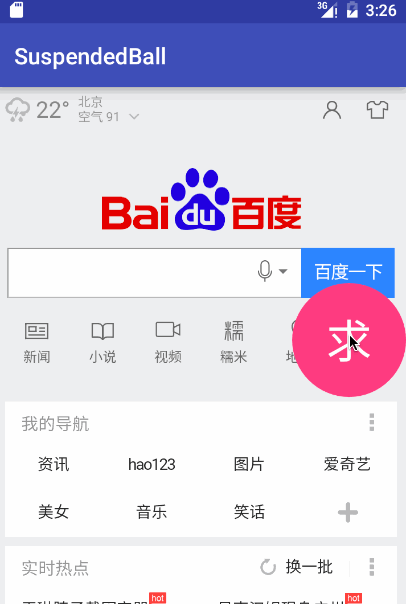 3G 3:26
SuspendedBall
22° 北京
空气 91
Bai du 百度
百度一下
求
新闻 小说 视频 糯米
糯
我的导航
资讯 hao123 图片 爱奇艺
美女 音乐 笑话
实时热点 换一批
hot hot